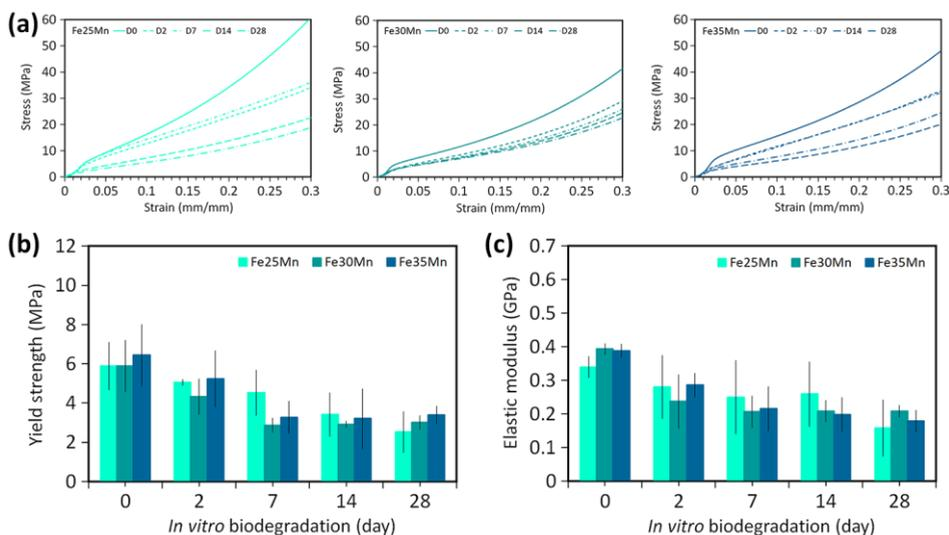 (a)
Fe25Mn D0 D2 D7 D14 D28
60
50
40
30
20
10
0
Stress (MPa)
0 0.05 0.1 0.15 0.2 0.25 0.3
Strain (mm/mm)
Fe30Mn D0 D2 D7 D14 D28
60
50
40
30
20
10
0
Stress (MPa)
0 0.05 0.1 0.15 0.2 0.25 0.3
Strain (mm/mm)
Fe35Mn D0 D2 D7 D14 D28
60
50
40
30
20
10
0
Stress (MPa)
0 0.05 0.1 0.15 0.2 0.25 0.3
Strain (mm/mm)
(b)
Fe25Mn Fe30Mn Fe35Mn
12
10
8
6
4
2
0
Yield strength (MPa)
0 2 7 14 28
In vitro biodegradation (day)
(c)
Fe25Mn Fe30Mn Fe35Mn
0.7
0.6
0.5
0.4
0.3
0.2
0.1
0
Elastic modulus (GPa)
0 2 7 14 28
In vitro biodegradation (day)